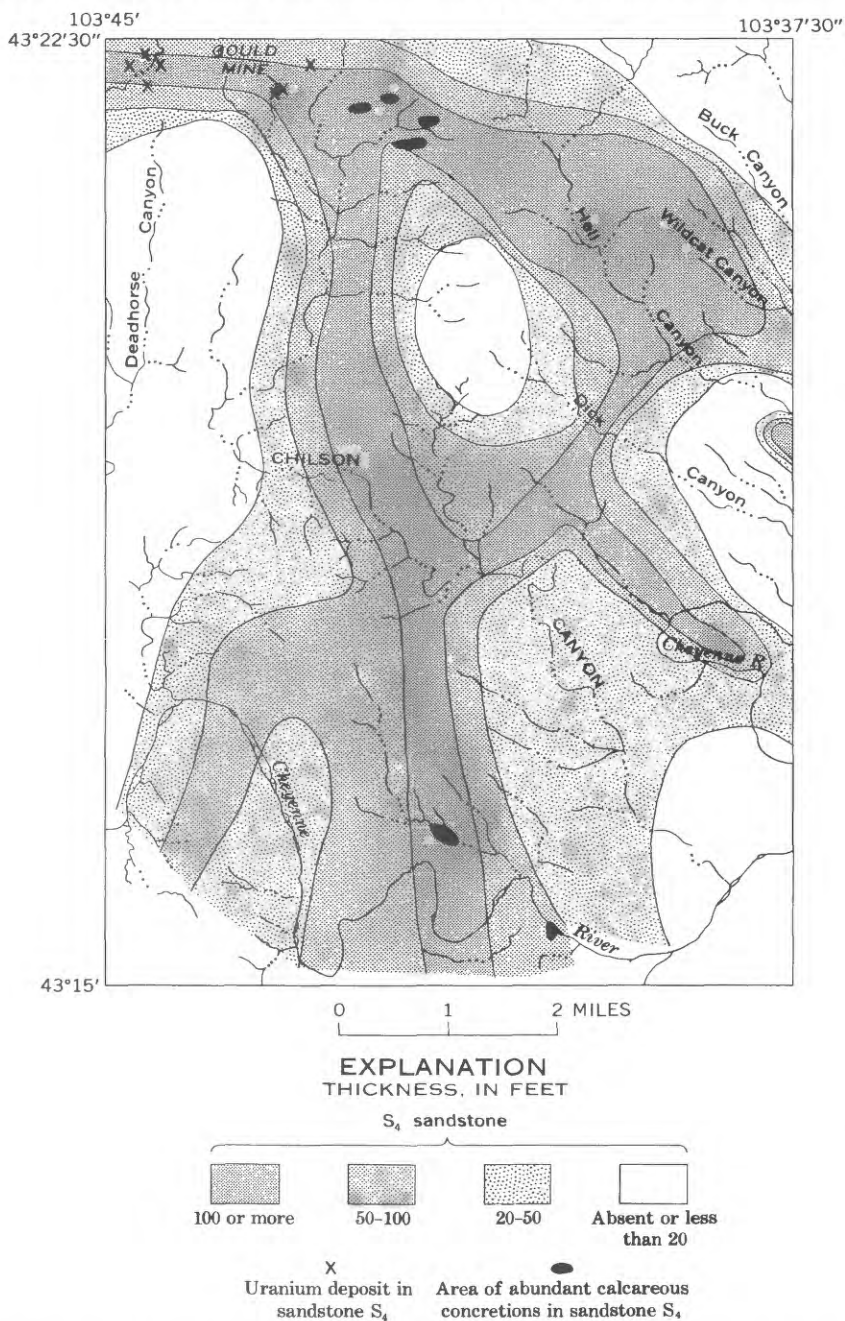 103°45'
103°37'30"
43°22'30"
GOULD
MINE
Buck Canyon
Deadhorse Canyon
Hell
Canyon
Wildcat Canyon
Dick
Canyon
CHILSON
CANYON
Cheyenne R.
Cheyenne
River
43°15'
0 1 2 MILES
EXPLANATION
THICKNESS, IN FEET
S₄ sandstone
100 or more
50-100
20-50
Absent or less
than 20
X
Uranium deposit in
sandstone S₄
Area of abundant calcareous
concretions in sandstone S₄